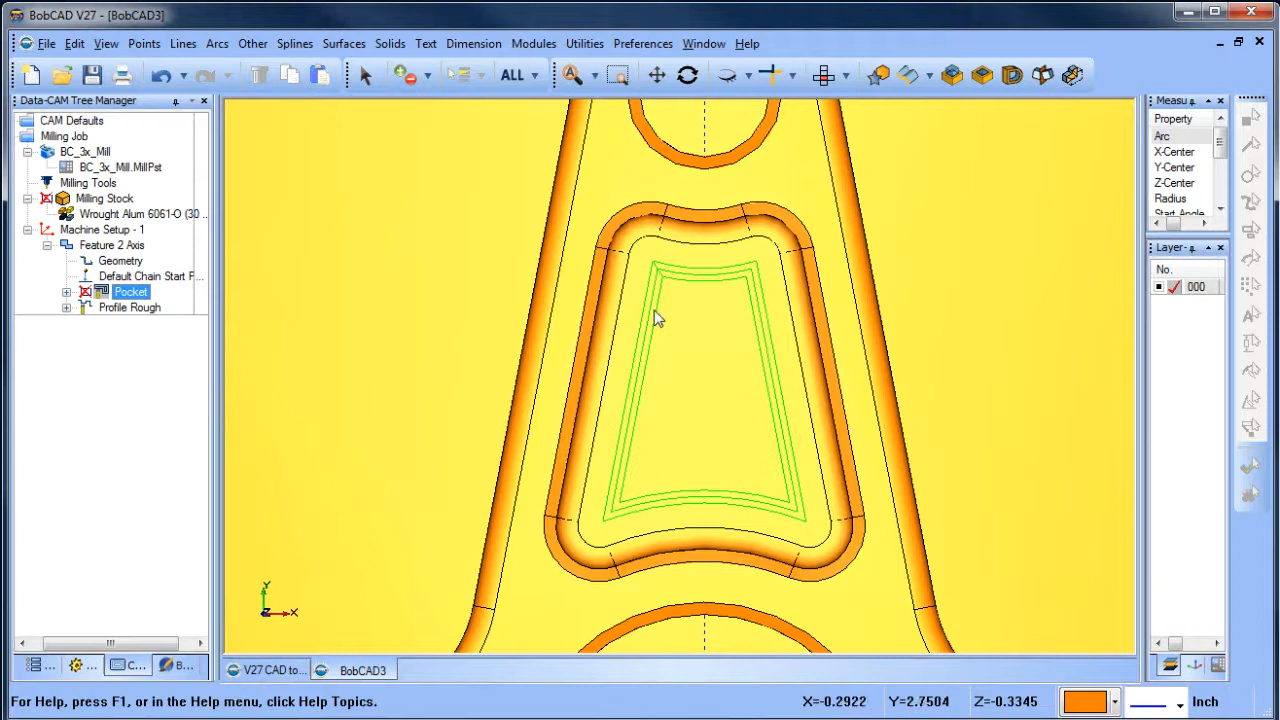 BobCAD V27 - [BobCAD3]
File Edit View Points Lines Arcs Other Splines Surfaces Solids Text Dimension Modules Utilities Preferences Window Help
ALL
Data-CAM Tree Manager
CAM Defaults
Milling Job
BC_3x_Mill
BC_3x_Mill.MillPst
Milling Tools
Milling Stock
Wrought Alum 6061-O (30 ..
Machine Setup - 1
Feature 2 Axis
Geometry
Default Chain Start P...
Pocket
Profile Rough
... ... C... B...
Y
X
Z
V27 CAD to... BobCAD3
Measu
Property
Arc
X-Center
Y-Center
Z-Center
Radius
Start Angle
Layer-
No.
000
For Help, press F1, or in the Help menu, click Help Topics. X=-0.2922 Y=2.7504 Z=-0.3345 Inch